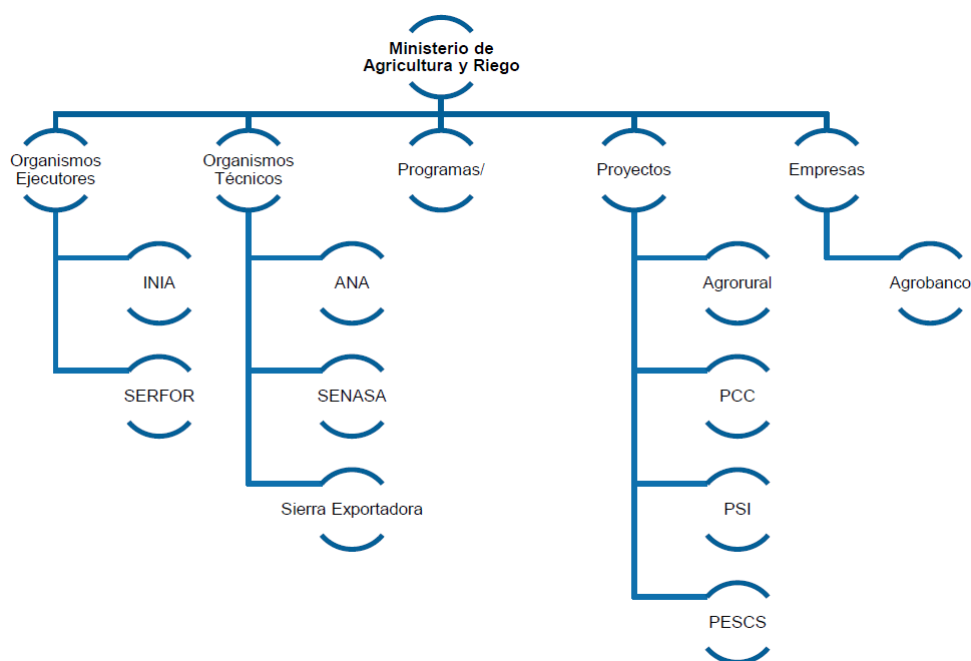 Ministerio de
Agricultura y Riego
Organismos
Ejecutores
Organismos
Técnicos
Programas/
Proyectos
Empresas
INIA
ANA
Agrorural
Agrobanco
SERFOR
SENASA
PCC
Sierra Exportadora
PSI
PESCS